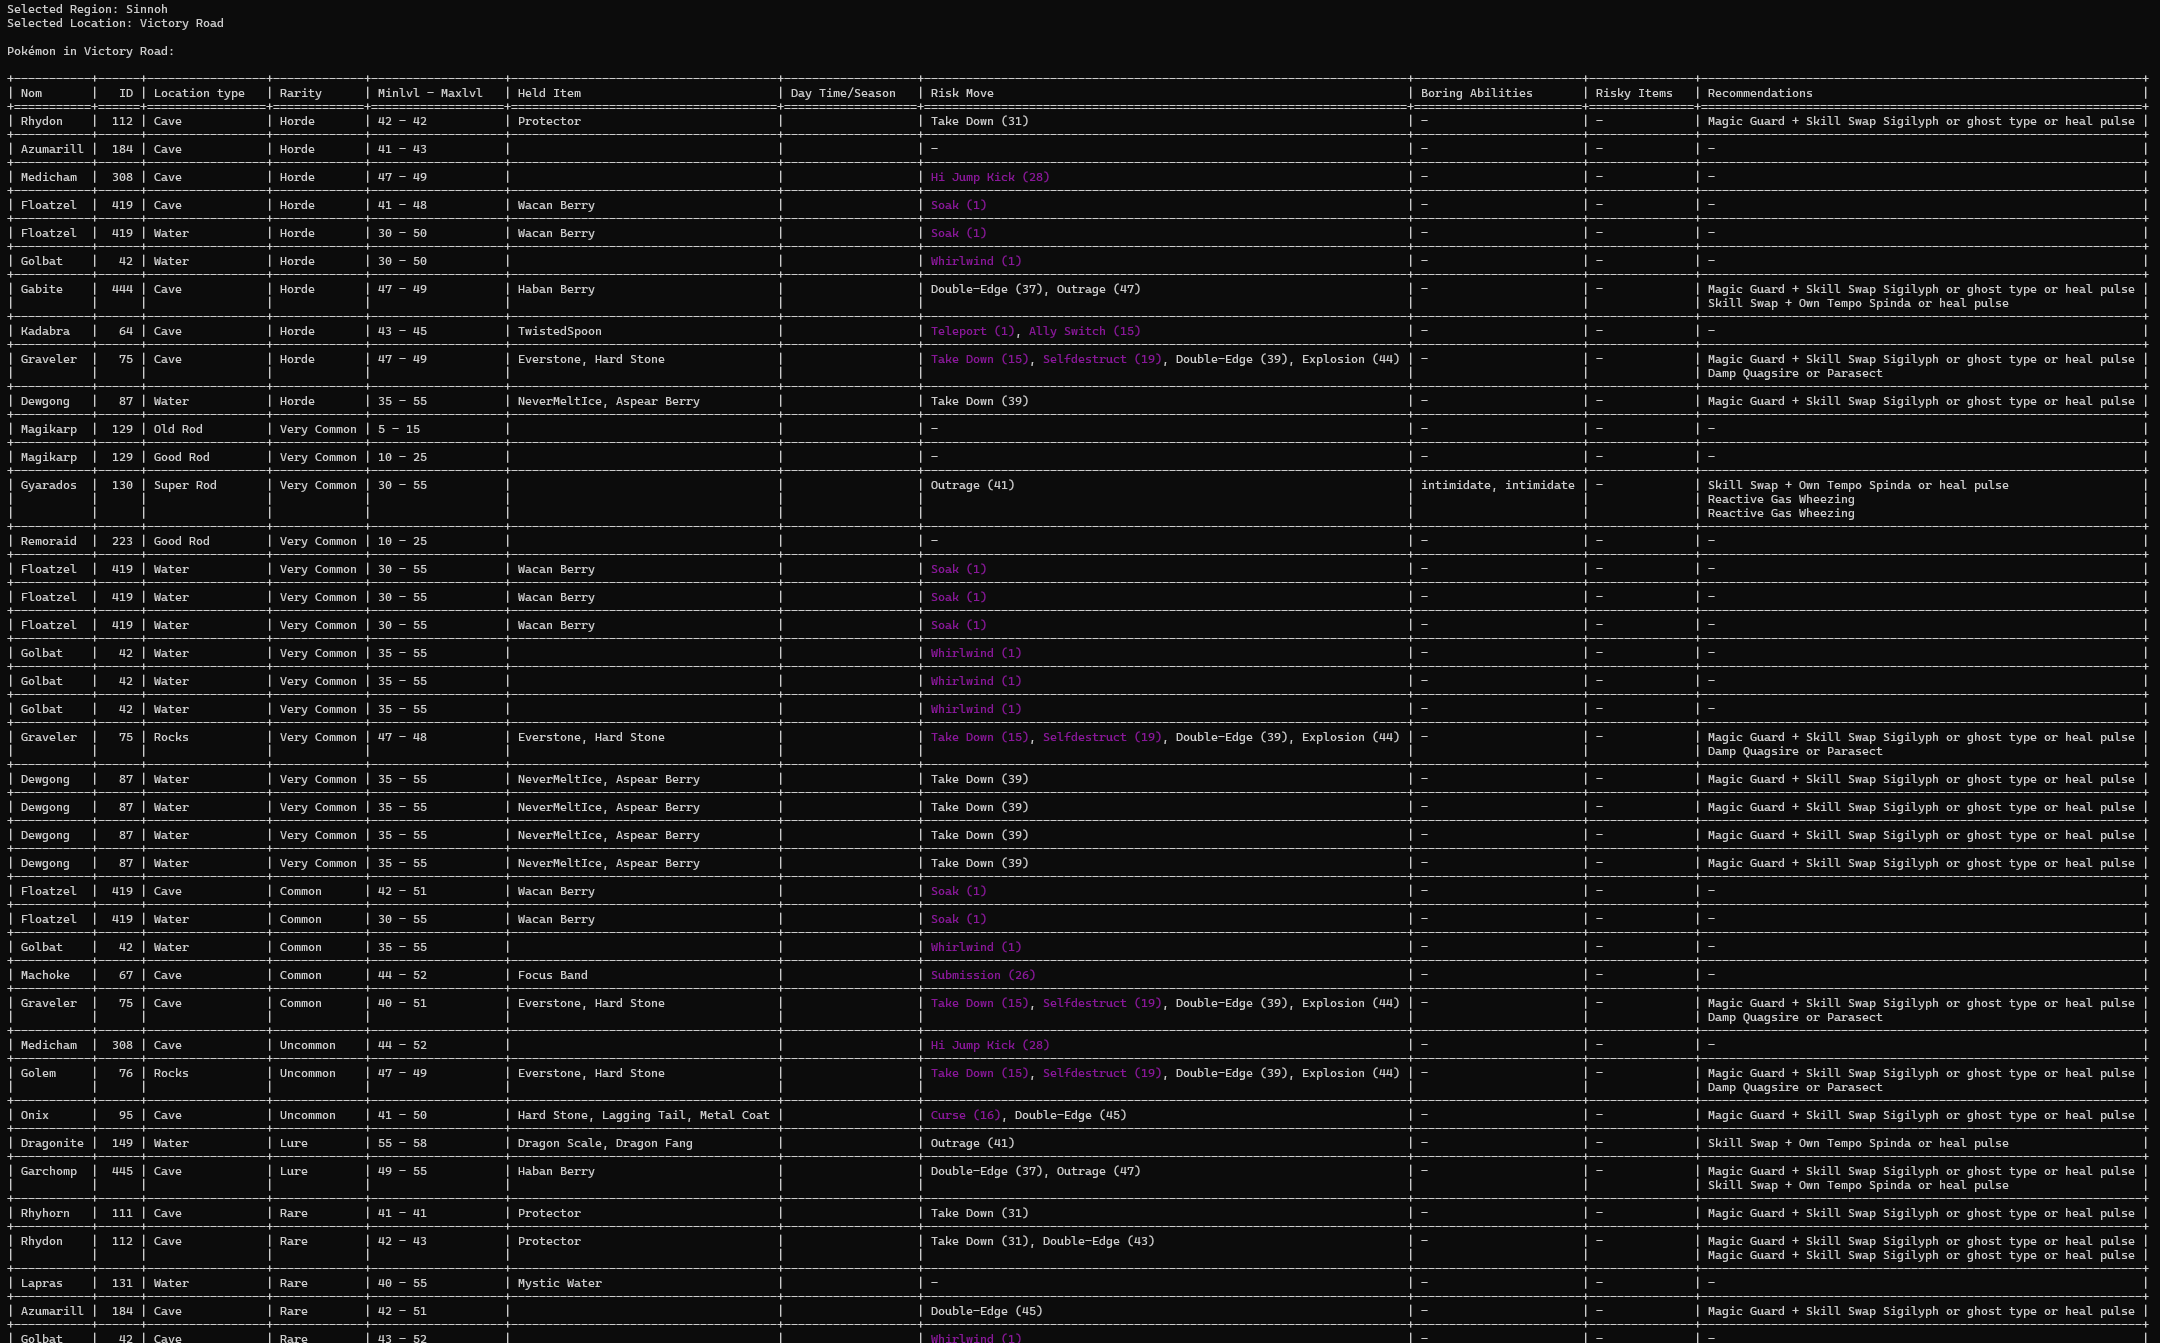 Selected Region: Sinnoh
Selected Location: Victory Road
Pokémon in Victory Road:
| Nom | ID | Location type | Rarity | Minlvl - Maxlvl | Held Item | Day Time/Season | Risk Move | Boring Abilities | Risky Items | Recommendations |
| Rhydon | 112 | Cave | Horde | 42 - 42 | Protector | | Take Down (31) | - | - | Magic Guard + Skill Swap Sigilyph or ghost type or heal pulse |
| Azumarill | 184 | Cave | Horde | 41 - 43 | | | - | - | - | - |
| Medicham | 308 | Cave | Horde | 47 - 49 | | | Hi Jump Kick (28) | - | - | - |
| Floatzel | 419 | Cave | Horde | 41 - 48 | Wacan Berry | | Soak (1) | - | - | - |
| Floatzel | 419 | Water | Horde | 30 - 50 | Wacan Berry | | Soak (1) | - | - | - |
| Golbat | 42 | Water | Horde | 30 - 50 | | | Whirlwind (1) | - | - | - |
| Gabite | 444 | Cave | Horde | 47 - 49 | Haban Berry | | Double-Edge (37), Outrage (47) | - | - | Magic Guard + Skill Swap Sigilyph or ghost type or heal pulse |
| | | | | | | | | | | Skill Swap + Own Tempo Spinda or heal pulse |
| Kadabra | 64 | Cave | Horde | 43 - 45 | TwistedSpoon | | Teleport (1), Ally Switch (15) | - | - | - |
| Graveler | 75 | Cave | Horde | 47 - 49 | Everstone, Hard Stone | | Take Down (15), Selfdestruct (19), Double-Edge (39), Explosion (44) | - | - | Magic Guard + Skill Swap Sigilyph or ghost type or heal pulse |
| | | | | | | | | | | Damp Quagsire or Parasect |
| Dewgong | 87 | Water | Horde | 35 - 55 | NeverMeltIce, Aspear Berry | | Take Down (39) | - | - | Magic Guard + Skill Swap Sigilyph or ghost type or heal pulse |
| Magikarp | 129 | Old Rod | Very Common | 5 - 15 | | | - | - | - | - |
| Magikarp | 129 | Good Rod | Very Common | 10 - 25 | | | - | - | - | - |
| Gyarados | 130 | Super Rod | Very Common | 30 - 55 | | | Outrage (41) | intimidate, intimidate | - | Skill Swap + Own Tempo Spinda or heal pulse |
| | | | | | | | | | | Reactive Gas Wheezing |
| | | | | | | | | | | Reactive Gas Wheezing |
| Remoraid | 223 | Good Rod | Very Common | 10 - 25 | | | - | - | - | - |
| Floatzel | 419 | Water | Very Common | 30 - 55 | Wacan Berry | | Soak (1) | - | - | - |
| Floatzel | 419 | Water | Very Common | 30 - 55 | Wacan Berry | | Soak (1) | - | - | - |
| Floatzel | 419 | Water | Very Common | 30 - 55 | Wacan Berry | | Soak (1) | - | - | - |
| Golbat | 42 | Water | Very Common | 35 - 55 | | | Whirlwind (1) | - | - | - |
| Golbat | 42 | Water | Very Common | 35 - 55 | | | Whirlwind (1) | - | - | - |
| Golbat | 42 | Water | Very Common | 35 - 55 | | | Whirlwind (1) | - | - | - |
| Graveler | 75 | Rocks | Very Common | 47 - 48 | Everstone, Hard Stone | | Take Down (15), Selfdestruct (19), Double-Edge (39), Explosion (44) | - | - | Magic Guard + Skill Swap Sigilyph or ghost type or heal pulse |
| | | | | | | | | | | Damp Quagsire or Parasect |
| Dewgong | 87 | Water | Very Common | 35 - 55 | NeverMeltIce, Aspear Berry | | Take Down (39) | - | - | Magic Guard + Skill Swap Sigilyph or ghost type or heal pulse |
| Dewgong | 87 | Water | Very Common | 35 - 55 | NeverMeltIce, Aspear Berry | | Take Down (39) | - | - | Magic Guard + Skill Swap Sigilyph or ghost type or heal pulse |
| Dewgong | 87 | Water | Very Common | 35 - 55 | NeverMeltIce, Aspear Berry | | Take Down (39) | - | - | Magic Guard + Skill Swap Sigilyph or ghost type or heal pulse |
| Dewgong | 87 | Water | Very Common | 35 - 55 | NeverMeltIce, Aspear Berry | | Take Down (39) | - | - | Magic Guard + Skill Swap Sigilyph or ghost type or heal pulse |
| Floatzel | 419 | Cave | Common | 42 - 51 | Wacan Berry | | Soak (1) | - | - | - |
| Floatzel | 419 | Water | Common | 30 - 55 | Wacan Berry | | Soak (1) | - | - | - |
| Golbat | 42 | Water | Common | 35 - 55 | | | Whirlwind (1) | - | - | - |
| Machoke | 67 | Cave | Common | 44 - 52 | Focus Band | | Submission (26) | - | - | - |
| Graveler | 75 | Cave | Common | 40 - 51 | Everstone, Hard Stone | | Take Down (15), Selfdestruct (19), Double-Edge (39), Explosion (44) | - | - | Magic Guard + Skill Swap Sigilyph or ghost type or heal pulse |
| | | | | | | | | | | Damp Quagsire or Parasect |
| Medicham | 308 | Cave | Uncommon | 44 - 52 | | | Hi Jump Kick (28) | - | - | - |
| Golem | 76 | Rocks | Uncommon | 47 - 49 | Everstone, Hard Stone | | Take Down (15), Selfdestruct (19), Double-Edge (39), Explosion (44) | - | - | Magic Guard + Skill Swap Sigilyph or ghost type or heal pulse |
| | | | | | | | | | | Damp Quagsire or Parasect |
| Onix | 95 | Cave | Uncommon | 41 - 50 | Hard Stone, Lagging Tail, Metal Coat | | Curse (16), Double-Edge (45) | - | - | Magic Guard + Skill Swap Sigilyph or ghost type or heal pulse |
| Dragonite | 149 | Water | Lure | 55 - 58 | Dragon Scale, Dragon Fang | | Outrage (41) | - | - | Skill Swap + Own Tempo Spinda or heal pulse |
| Garchomp | 445 | Cave | Lure | 49 - 55 | Haban Berry | | Double-Edge (37), Outrage (47) | - | - | Magic Guard + Skill Swap Sigilyph or ghost type or heal pulse |
| | | | | | | | | | | Skill Swap + Own Tempo Spinda or heal pulse |
| Rhyhorn | 111 | Cave | Rare | 41 - 41 | Protector | | Take Down (31) | - | - | Magic Guard + Skill Swap Sigilyph or ghost type or heal pulse |
| Rhydon | 112 | Cave | Rare | 42 - 43 | Protector | | Take Down (31), Double-Edge (43) | - | - | Magic Guard + Skill Swap Sigilyph or ghost type or heal pulse |
| | | | | | | | | | | Magic Guard + Skill Swap Sigilyph or ghost type or heal pulse |
| Lapras | 131 | Water | Rare | 40 - 55 | Mystic Water | | - | - | - | - |
| Azumarill | 184 | Cave | Rare | 42 - 51 | | | Double-Edge (45) | - | - | Magic Guard + Skill Swap Sigilyph or ghost type or heal pulse |
| Golbat | 42 | Cave | Rare | 43 - 52 | | | Whirlwind (1) | - | - | - |